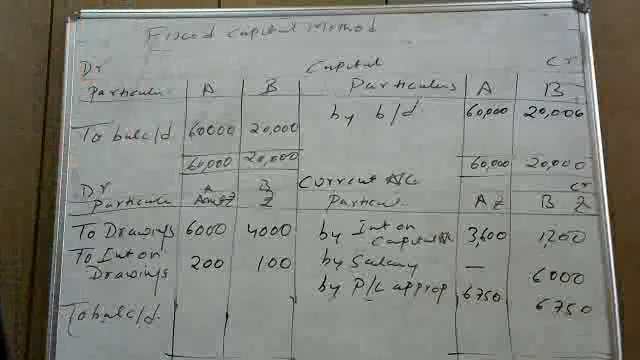 Fixed Capital Method
Dr Capital Cr
Particulars A B Particulars A B
by b/d 60,000 20,000
To balc/d 60000 20,000
60,000 20,000 60,000 20,000
Dr Current A/c Cr
Particulars A B Particulars A B
To Drawings 6000 4000 by Int on Capital 3,600 1,200
To Int on Drawings 200 100 by Salary — 6000
by P/L approp 6750 6750
To balc/d.